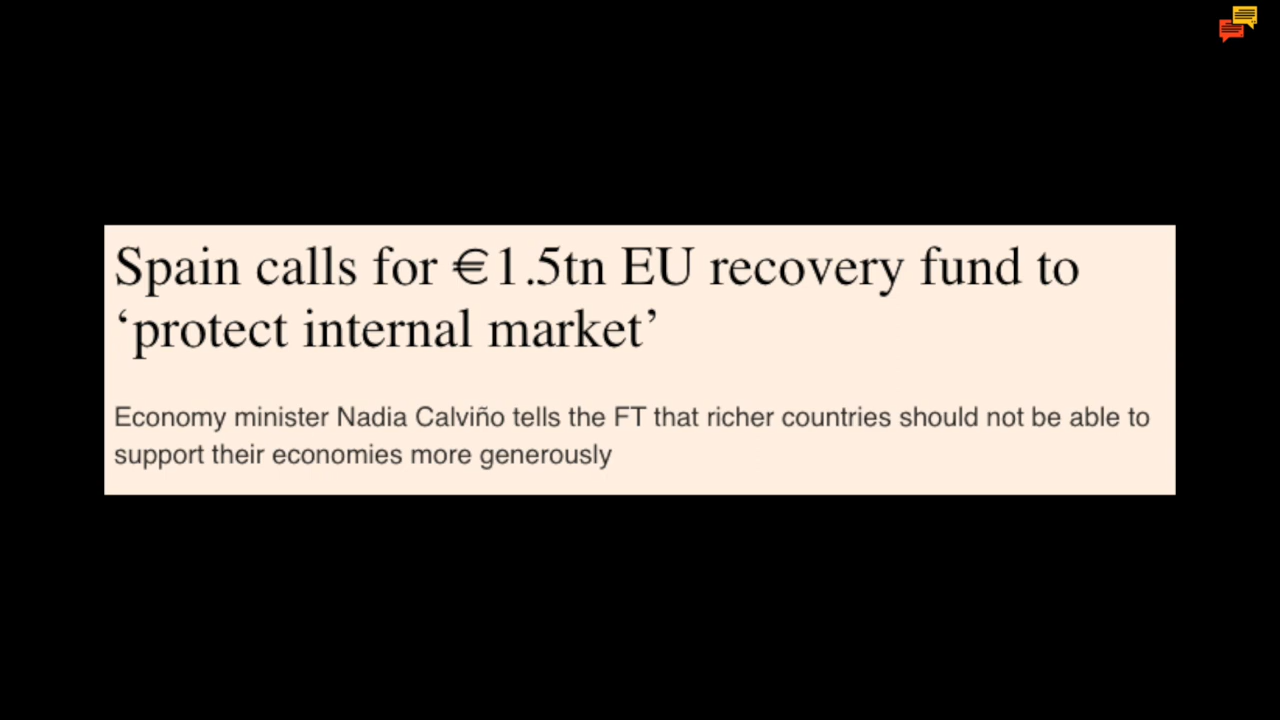 Spain calls for €1.5tn EU recovery fund to
‘protect internal market’
Economy minister Nadia Calviño tells the FT that richer countries should not be able to
support their economies more generously